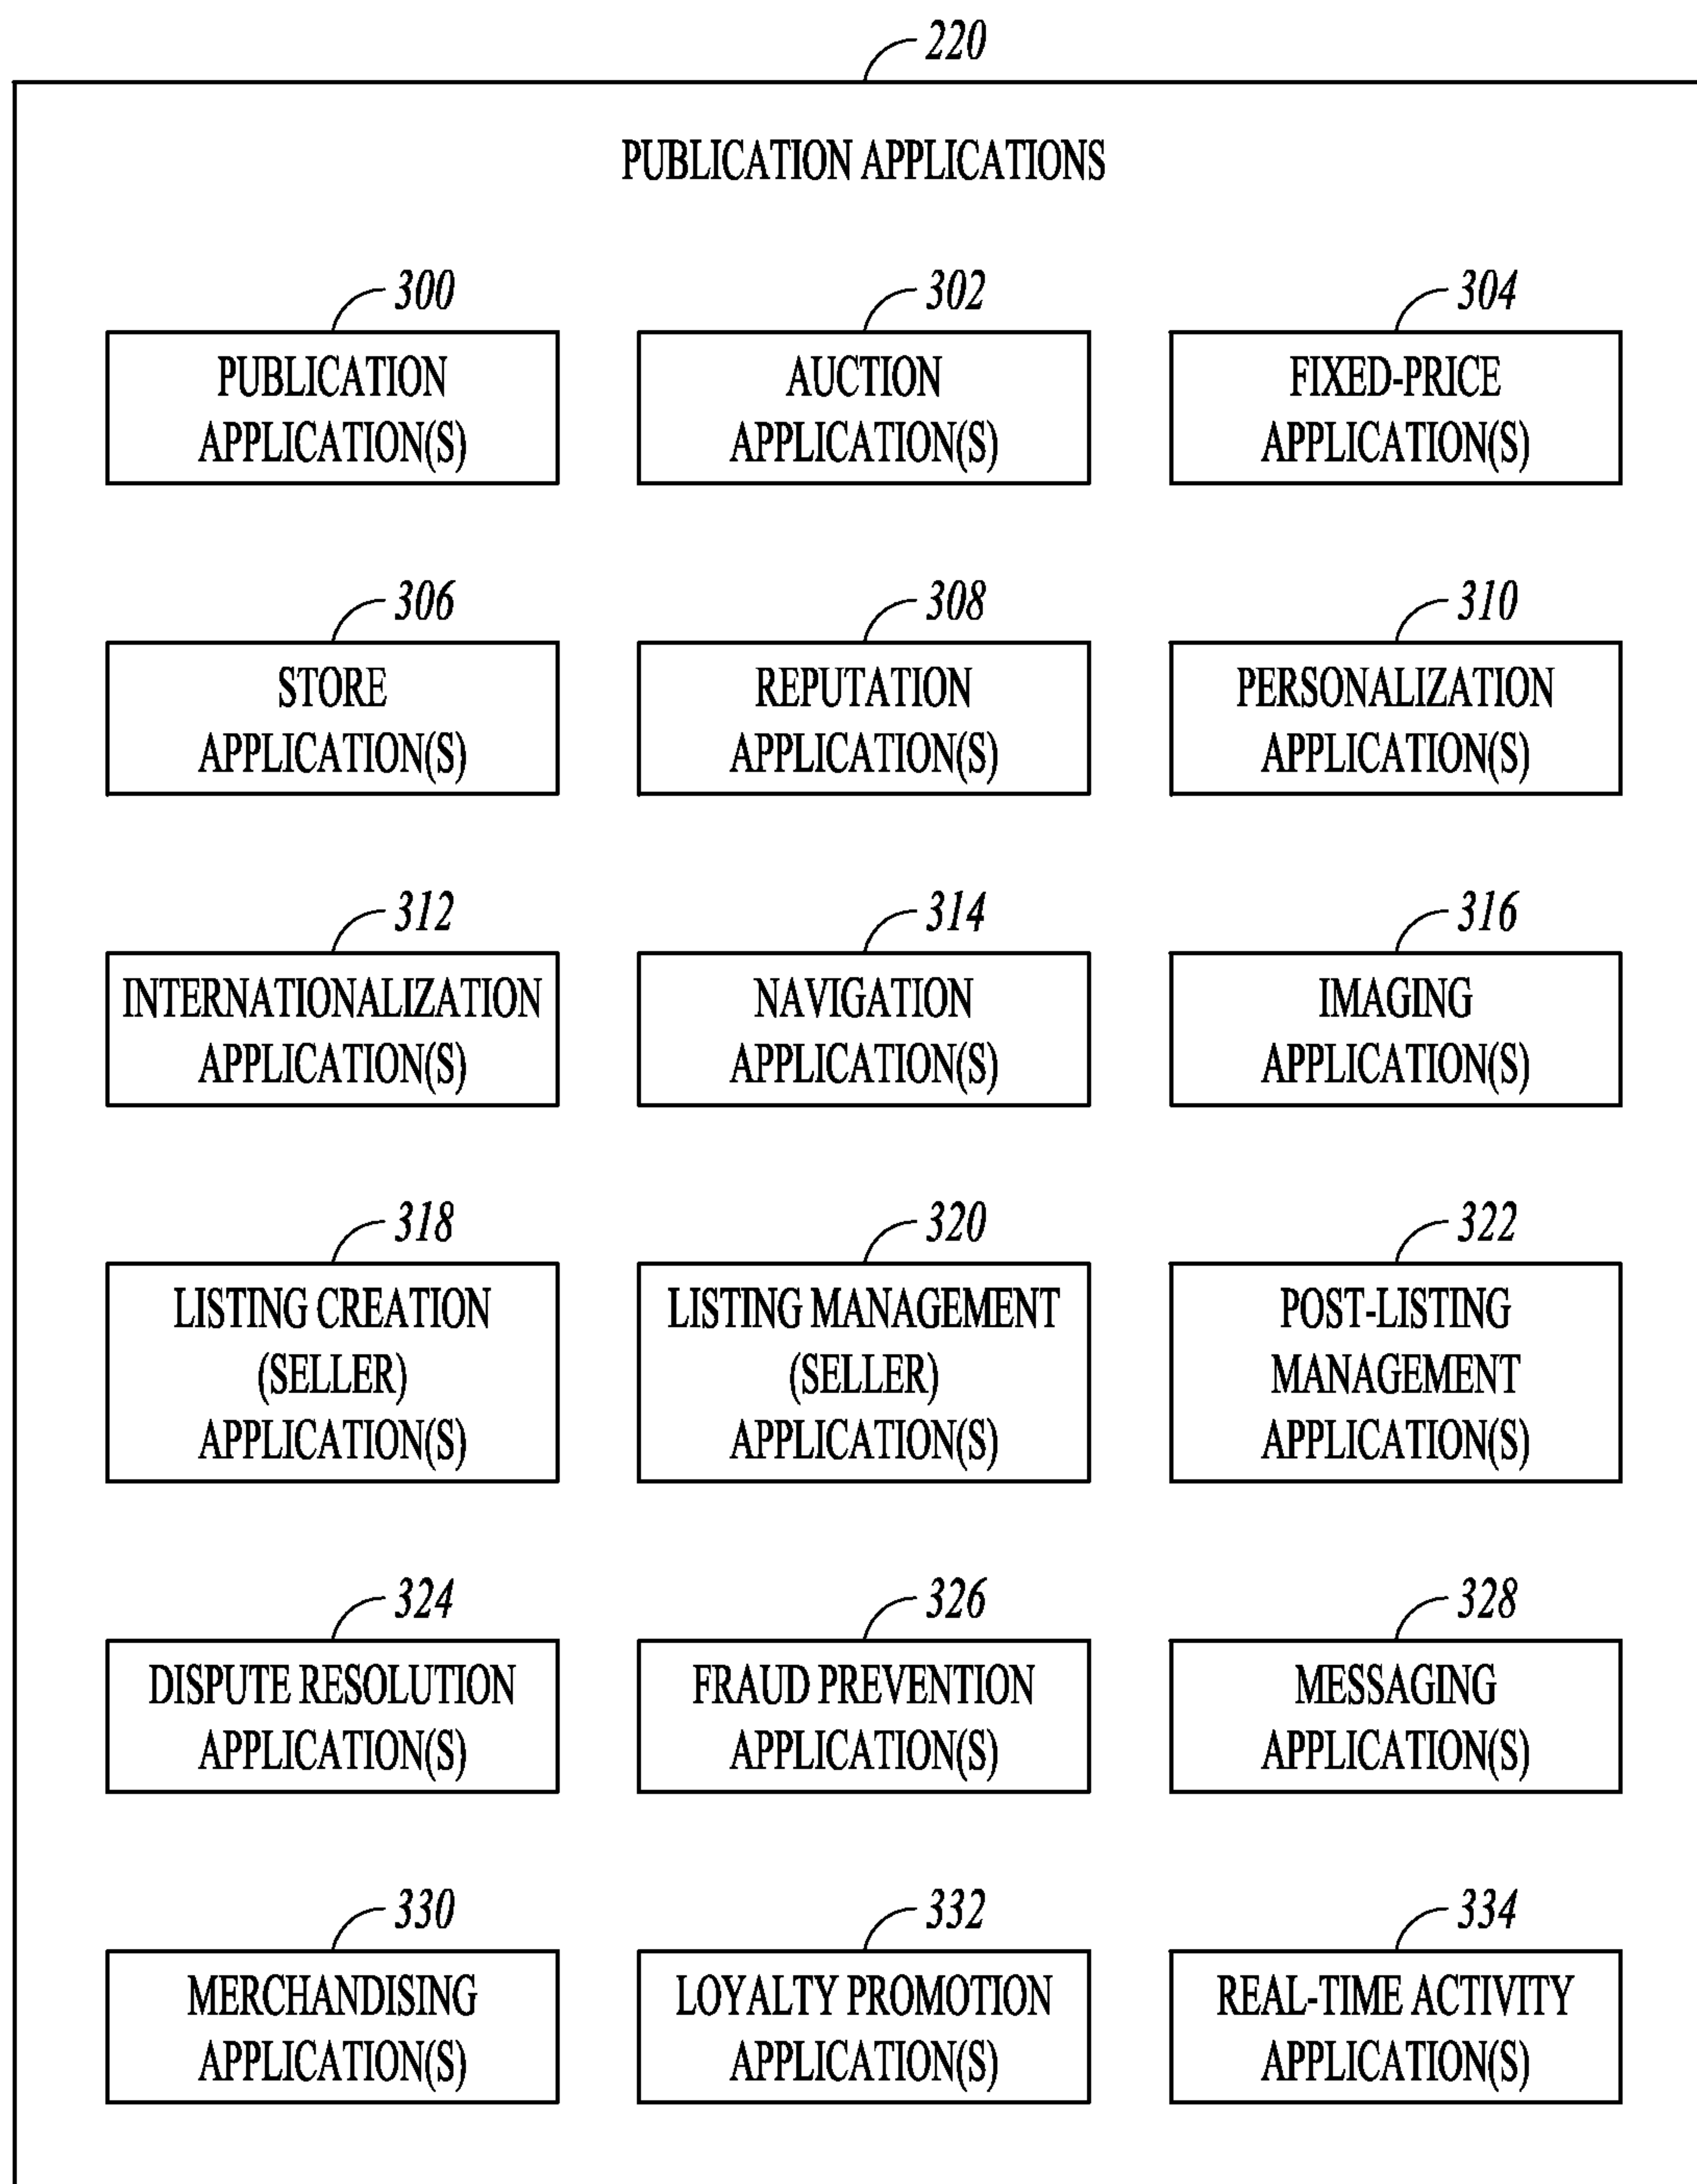 220
PUBLICATION APPLICATIONS
300
PUBLICATION
APPLICATION(S)
302
AUCTION
APPLICATION(S)
304
FIXED-PRICE
APPLICATION(S)
306
STORE
APPLICATION(S)
308
REPUTATION
APPLICATION(S)
310
PERSONALIZATION
APPLICATION(S)
312
INTERNATIONALIZATION
APPLICATION(S)
314
NAVIGATION
APPLICATION(S)
316
IMAGING
APPLICATION(S)
318
LISTING CREATION
(SELLER)
APPLICATION(S)
320
LISTING MANAGEMENT
(SELLER)
APPLICATION(S)
322
POST-LISTING
MANAGEMENT
APPLICATION(S)
324
DISPUTE RESOLUTION
APPLICATION(S)
326
FRAUD PREVENTION
APPLICATION(S)
328
MESSAGING
APPLICATION(S)
330
MERCHANDISING
APPLICATION(S)
332
LOYALTY PROMOTION
APPLICATION(S)
334
REAL-TIME ACTIVITY
APPLICATION(S)